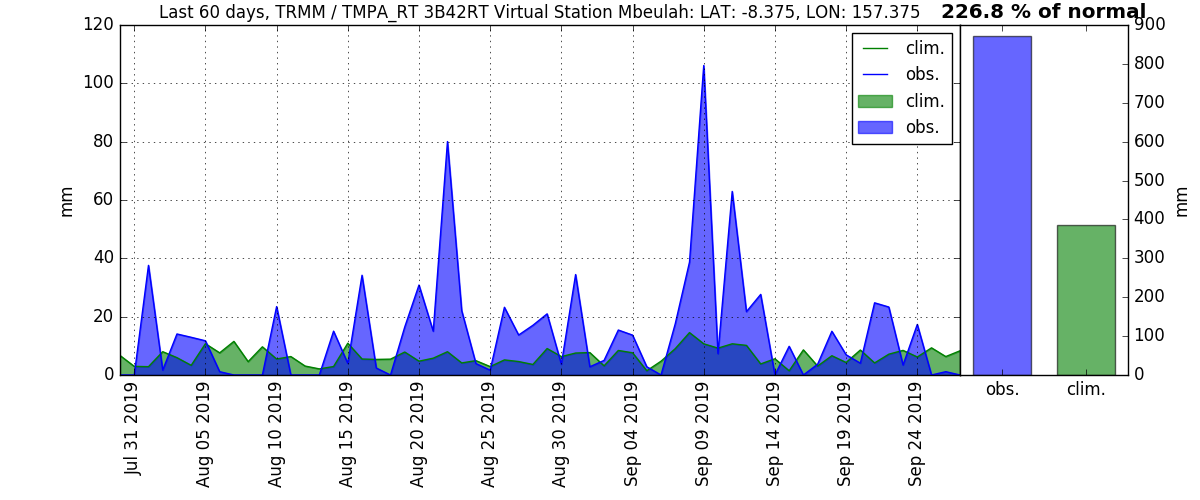 Last 60 days, TRMM / TMPA_RT 3B42RT Virtual Station Mbeulah: LAT: -8.375, LON: 157.375
226.8 % of normal
120
100
80
60
40
20
0
mm
clim.
obs.
clim.
obs.
Jul 31 2019
Aug 05 2019
Aug 10 2019
Aug 15 2019
Aug 20 2019
Aug 25 2019
Aug 30 2019
Sep 04 2019
Sep 09 2019
Sep 14 2019
Sep 19 2019
Sep 24 2019
900
800
700
600
500
400
300
200
100
0
mm
obs.
clim.